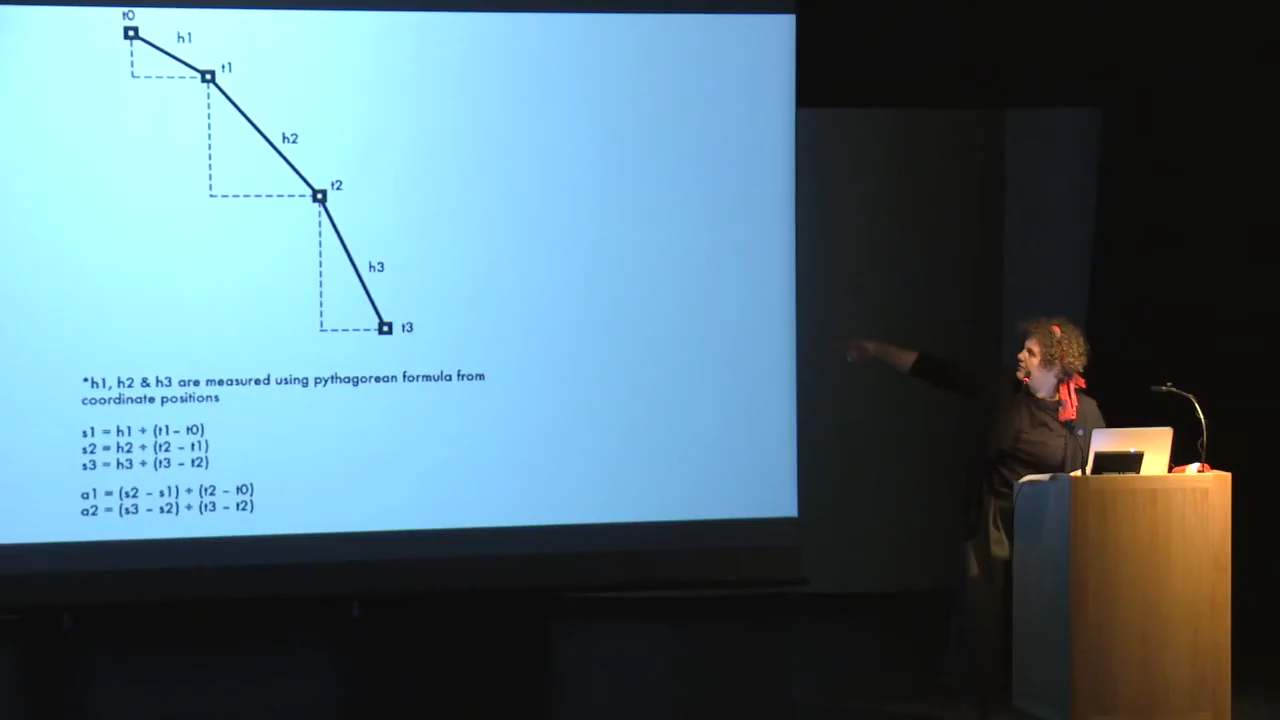 t0
h1
t1
h2
t2
h3
t3
*h1, h2 & h3 are measured using pythagorean formula from
coordinate positions
s1 = h1 ÷ (t1 - t0)
s2 = h2 ÷ (t2 - t1)
s3 = h3 ÷ (t3 - t2)
a1 = (s2 - s1) ÷ (t2 - t0)
a2 = (s3 - s2) ÷ (t3 - t2)